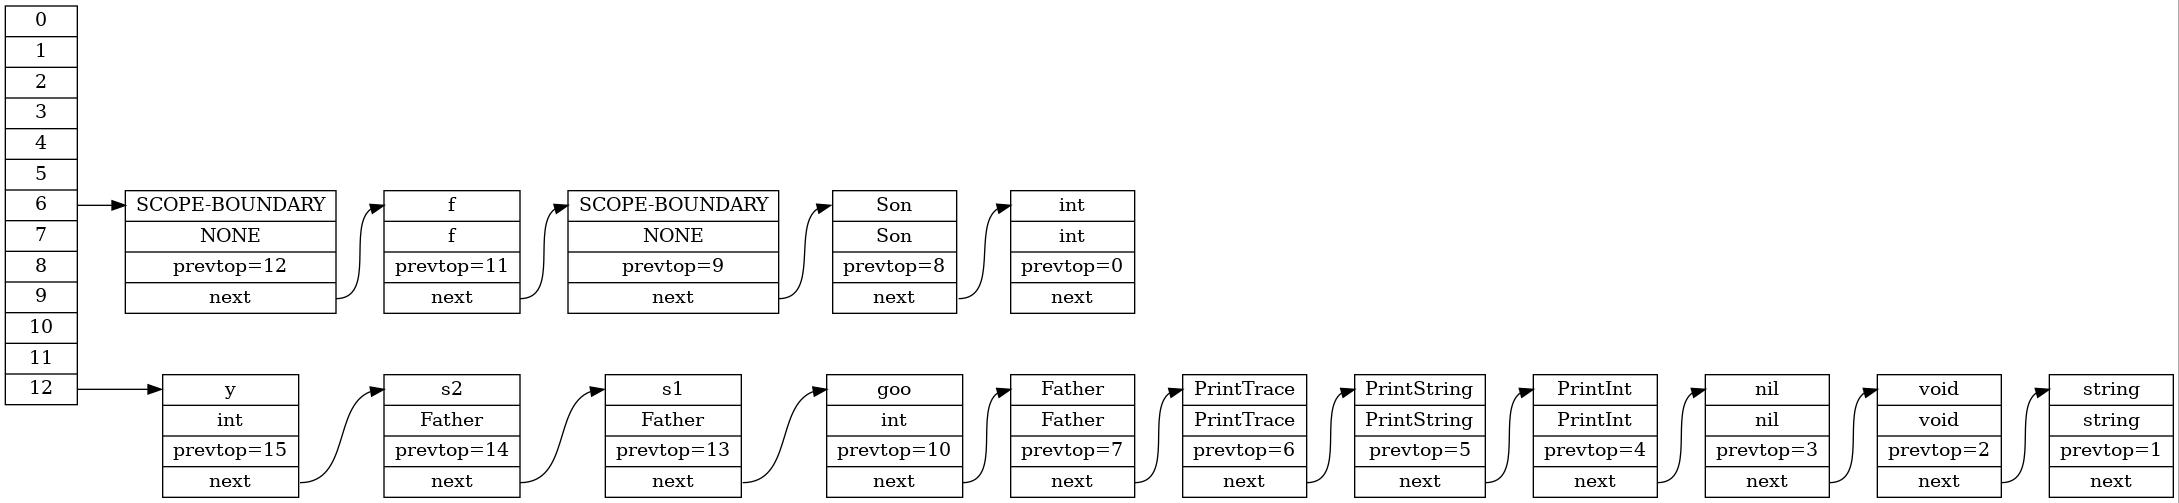 0
1
2
3
4
5
6
7
8
9
10
11
12
SCOPE-BOUNDARY
NONE
prevtop=12
next
f
f
prevtop=11
next
SCOPE-BOUNDARY
NONE
prevtop=9
next
Son
Son
prevtop=8
next
int
int
prevtop=0
next
y
int
prevtop=15
next
s2
Father
prevtop=14
next
s1
Father
prevtop=13
next
goo
int
prevtop=10
next
Father
Father
prevtop=7
next
PrintTrace
PrintTrace
prevtop=6
next
PrintString
PrintString
prevtop=5
next
PrintInt
PrintInt
prevtop=4
next
nil
nil
prevtop=3
next
void
void
prevtop=2
next
string
string
prevtop=1
next